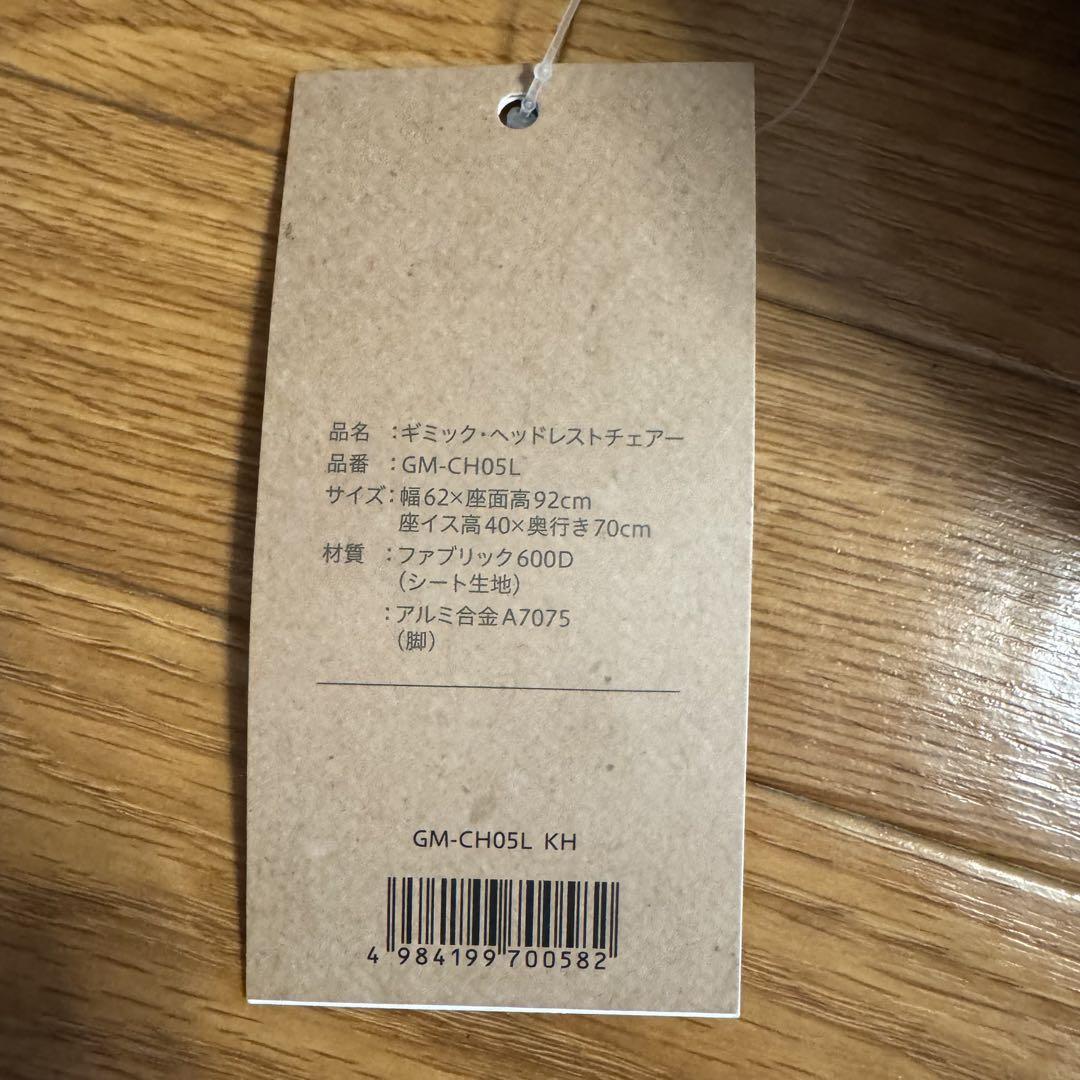 品名 :ギミック・ヘッドレストチェアー
品番 :GM-CH05L
サイズ:幅62×座面高92cm
座イス高40×奥行き70cm
材質 :ファブリック600D
(シート生地)
:アルミ合金A7075
(脚)
GM-CH05L KH
4 984199 700582